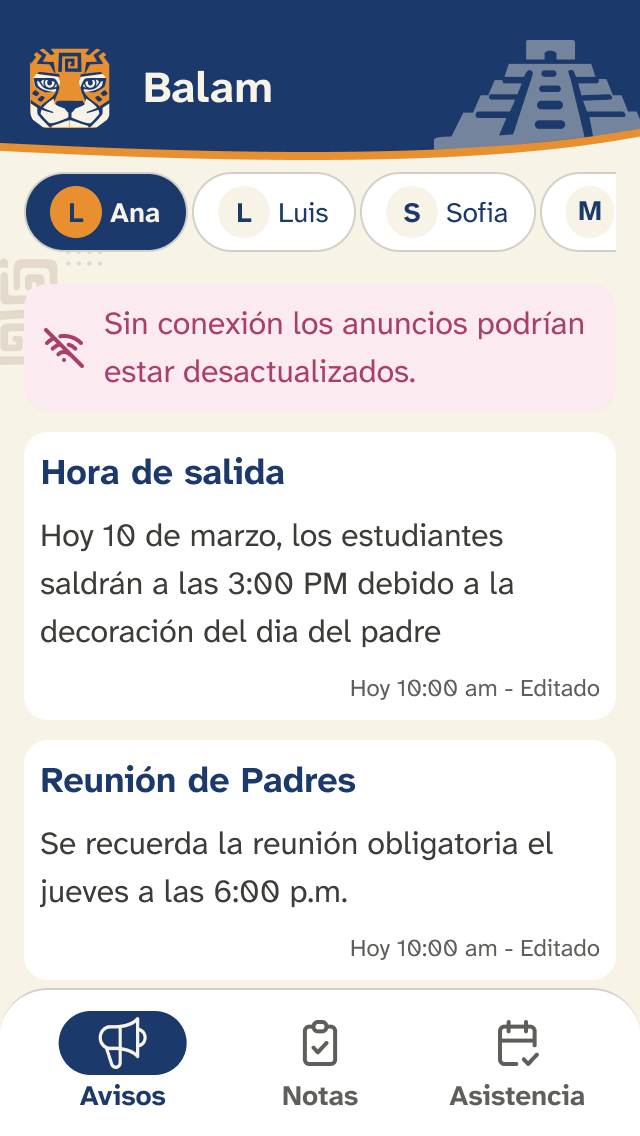 Balam
L Ana
L Luis
S Sofia
M
Sin conexión los anuncios podrían
estar desactualizados.
Hora de salida
Hoy 10 de marzo, los estudiantes
saldrán a las 3:00 PM debido a la
decoración del dia del padre
Hoy 10:00 am - Editado
Reunión de Padres
Se recuerda la reunión obligatoria el
jueves a las 6:00 p.m.
Hoy 10:00 am - Editado
Avisos
Notas
Asistencia